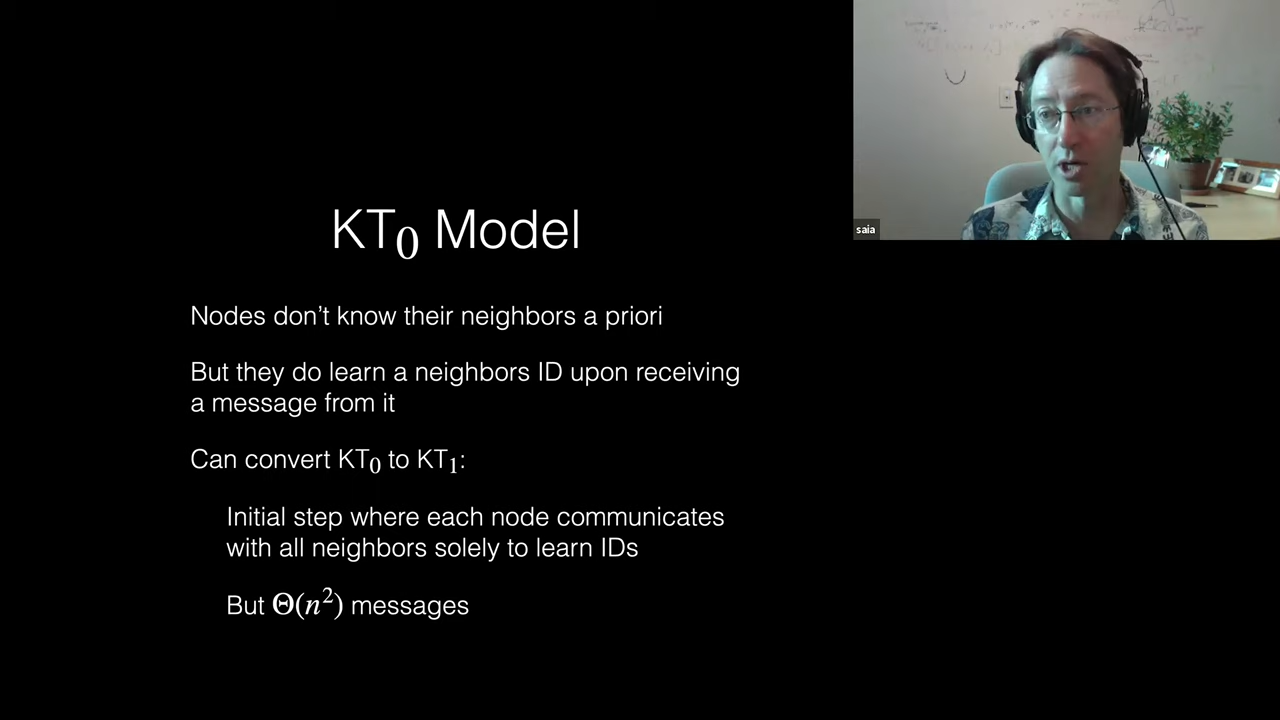 KT₀ Model
Nodes don’t know their neighbors a priori
But they do learn a neighbors ID upon receiving
a message from it
Can convert KT₀ to KT₁:
Initial step where each node communicates
with all neighbors solely to learn IDs
But Θ(n²) messages
saia